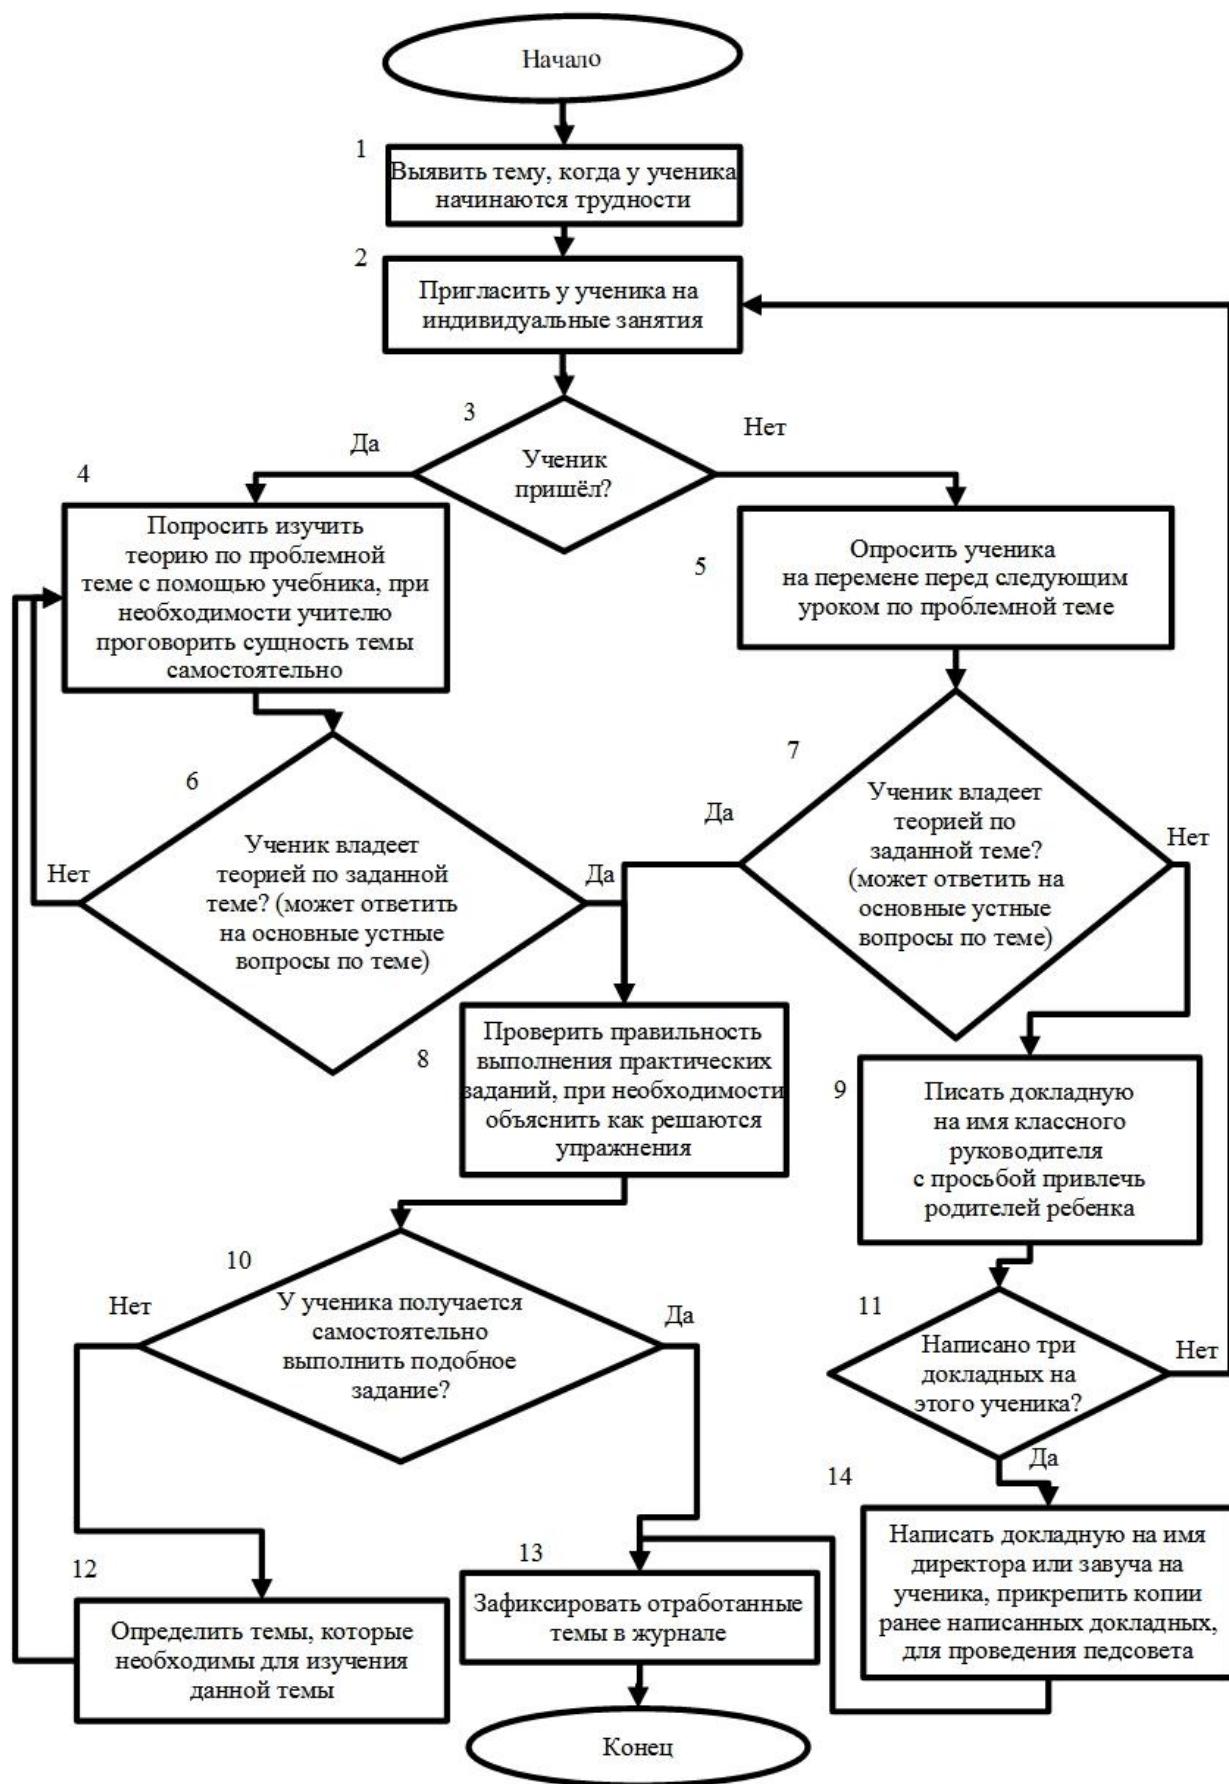 Начало
1
Выявить тему, когда у ученика
начинаются трудности
2
Пригласить у ученика на
индивидуальные занятия
3
Да
Нет
Ученик
пришёл?
4
Попросить изучить
теорию по проблемной
теме с помощью учебника, при
необходимости учителю
проговорить сущность темы
самостоятельно
5
Опросить ученика
на перемене перед следующим
уроком по проблемной теме
6
Нет
Ученик владеет
теорией по заданной
теме? (может ответить
на основные устные
вопросы по теме)
Да
7
Да
Ученик владеет
теорией по
заданной теме?
(может ответить на
основные устные
вопросы по теме)
Нет
8
Проверить правильность
выполнения практических
заданий, при необходимости
объяснить как решаются
упражнения
9
Писать докладную
на имя классного
руководителя
с просьбой привлечь
родителей ребенка
10
Нет
У ученика получается
самостоятельно
выполнить подобное
задание?
Да
11
Написано три
докладных на
этого ученика?
Нет
Да
12
Определить темы, которые
необходимы для изучения
данной темы
13
Зафиксировать отработанные
темы в журнале
14
Написать докладную на имя
директора или завуча на
ученика, прикрепить копии
ранее написанных докладных,
для проведения педсовета
Конец